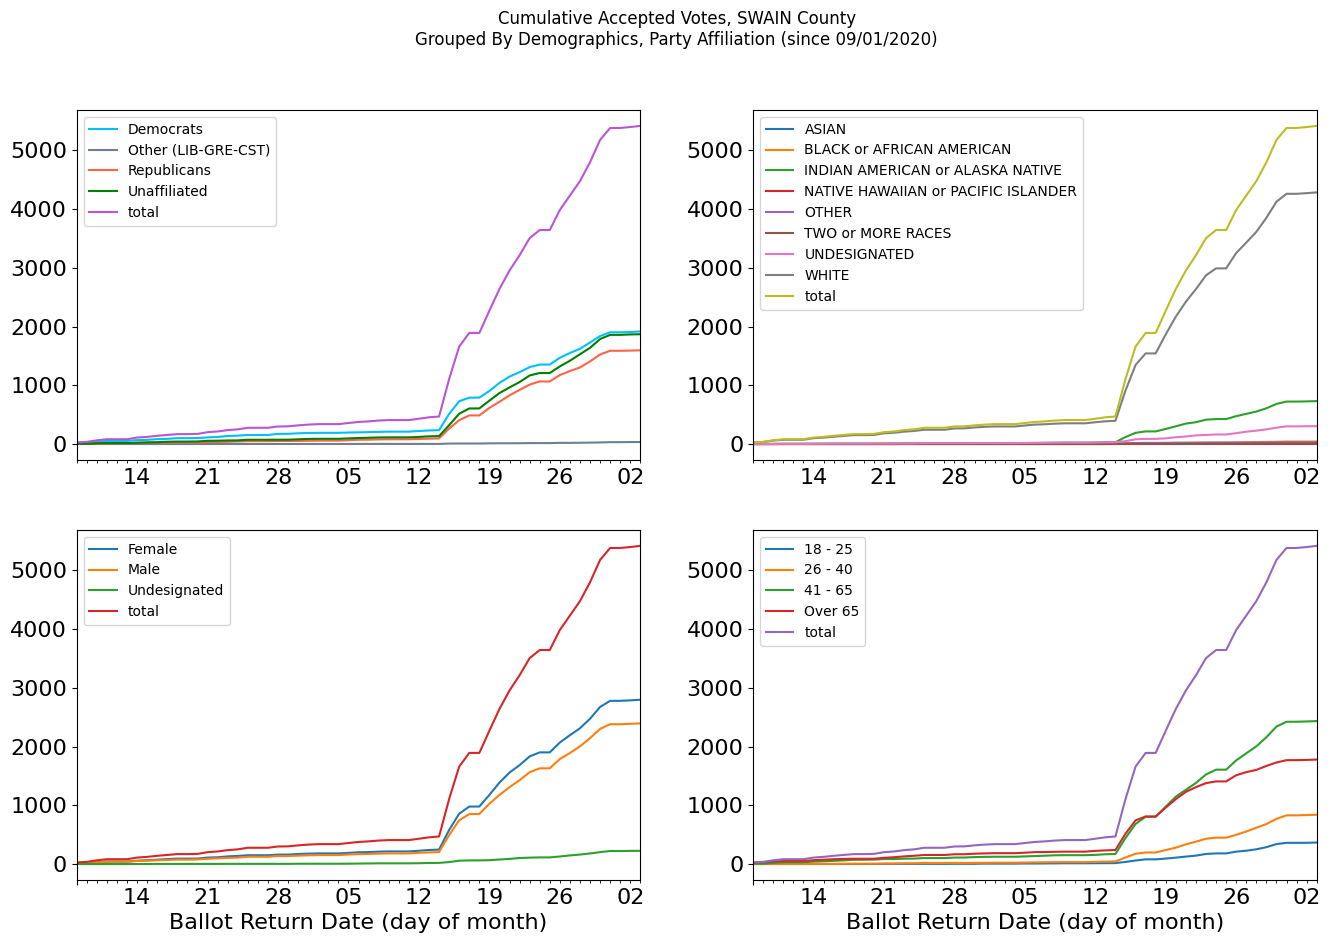 Cumulative Accepted Votes, SWAIN County
Grouped By Demographics, Party Affiliation (since 09/01/2020)
Democrats
Other (LIB-GRE-CST)
Republicans
Unaffiliated
total
5000
4000
3000
2000
1000
0
14
21
28
05
12
19
26
02
ASIAN
BLACK or AFRICAN AMERICAN
INDIAN AMERICAN or ALASKA NATIVE
NATIVE HAWAIIAN or PACIFIC ISLANDER
OTHER
TWO or MORE RACES
UNDESIGNATED
WHITE
total
5000
4000
3000
2000
1000
0
14
21
28
05
12
19
26
02
Female
Male
Undesignated
total
5000
4000
3000
2000
1000
0
14
21
28
05
12
19
26
02
Ballot Return Date (day of month)
18 - 25
26 - 40
41 - 65
Over 65
total
5000
4000
3000
2000
1000
0
14
21
28
05
12
19
26
02
Ballot Return Date (day of month)